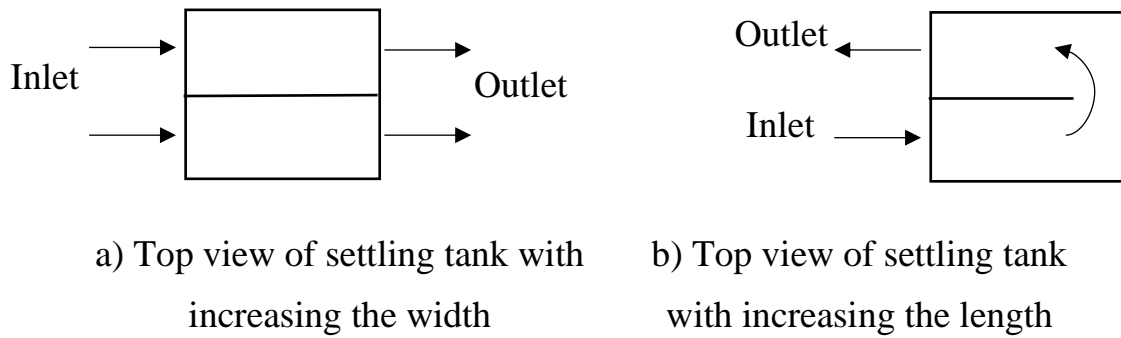 Inlet
Outlet
Outlet
Inlet
a) Top view of settling tank with
increasing the width
b) Top view of settling tank
with increasing the length